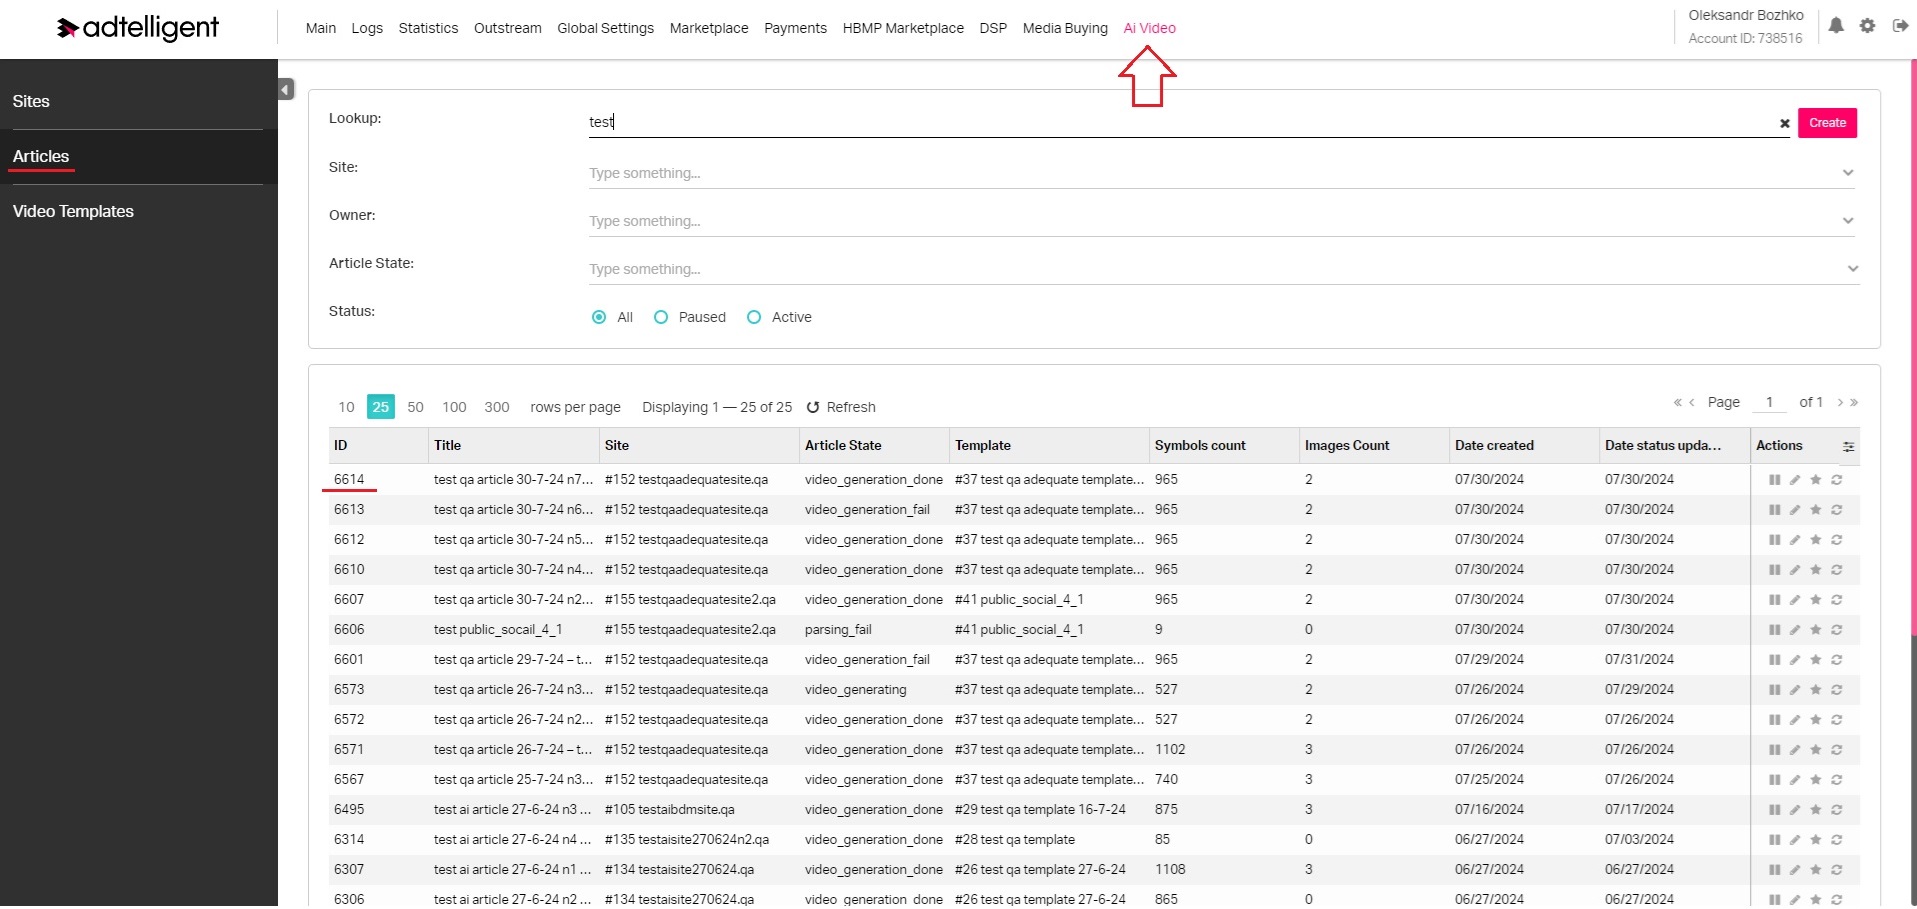 adtelligent
Main Logs Statistics Outstream Global Settings Marketplace Payments HBMP Marketplace DSP Media Buying Ai Video
Oleksandr Bozhko
Account ID: 738516
Sites
Articles
Video Templates
Lookup: test Create
Site: Type something...
Owner: Type something...
Article State: Type something...
Status: All Paused Active
10 25 50 100 300 rows per page Displaying 1 — 25 of 25 Refresh « ‹ Page 1 of 1 › »
ID Title Site Article State Template Symbols count Images Count Date created Date status upda... Actions
6614 test qa article 30-7-24 n7... #152 testqaadequatesite.qa video_generation_done #37 test qa adequate template... 965 2 07/30/2024 07/30/2024
6613 test qa article 30-7-24 n6... #152 testqaadequatesite.qa video_generation_fail #37 test qa adequate template... 965 2 07/30/2024 07/30/2024
6612 test qa article 30-7-24 n5... #152 testqaadequatesite.qa video_generation_done #37 test qa adequate template... 965 2 07/30/2024 07/30/2024
6610 test qa article 30-7-24 n4... #152 testqaadequatesite.qa video_generation_done #37 test qa adequate template... 965 2 07/30/2024 07/30/2024
6607 test qa article 30-7-24 n2... #155 testqaadequatesite2.qa video_generation_done #41 public_social_4_1 965 2 07/30/2024 07/30/2024
6606 test public_socail_4_1 #155 testqaadequatesite2.qa parsing_fail #41 public_social_4_1 9 0 07/30/2024 07/30/2024
6601 test qa article 29-7-24 – t... #152 testqaadequatesite.qa video_generation_fail #37 test qa adequate template... 965 2 07/29/2024 07/31/2024
6573 test qa article 26-7-24 n3... #152 testqaadequatesite.qa video_generating #37 test qa adequate template... 527 2 07/26/2024 07/29/2024
6572 test qa article 26-7-24 n2... #152 testqaadequatesite.qa video_generation_done #37 test qa adequate template... 527 2 07/26/2024 07/26/2024
6571 test qa article 26-7-24 – t... #152 testqaadequatesite.qa video_generation_done #37 test qa adequate template... 1102 3 07/26/2024 07/26/2024
6567 test qa article 25-7-24 n3... #152 testqaadequatesite.qa video_generation_done #37 test qa adequate template... 740 3 07/25/2024 07/26/2024
6495 test ai article 27-6-24 n3 ... #105 testaibdmsite.qa video_generation_done #29 test qa template 16-7-24 875 3 07/16/2024 07/17/2024
6314 test ai article 27-6-24 n4 ... #135 testaisite270624n2.qa video_generation_done #28 test qa template 85 0 06/27/2024 07/03/2024
6307 test ai article 27-6-24 n1 ... #134 testaisite270624.qa video_generation_done #26 test qa template 27-6-24 1108 3 06/27/2024 06/27/2024
6306 test ai article 27-6-24 n2 ... #134 testaisite270624.qa video_generation_done #26 test qa template 27-6-24 865 0 06/27/2024 06/27/2024